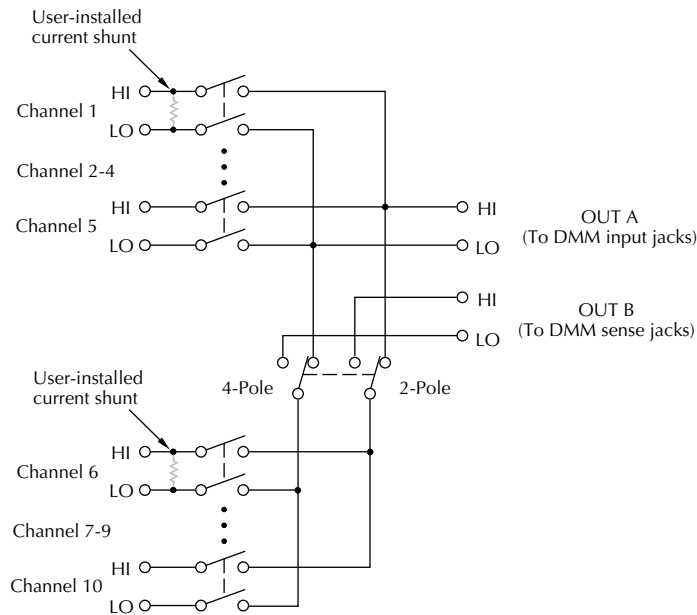 User-installed
current shunt
HI
Channel 1
LO
Channel 2-4
HI
Channel 5
LO
HI
OUT A
(To DMM input jacks)
LO
HI
OUT B
(To DMM sense jacks)
LO
User-installed
current shunt
4-Pole
2-Pole
HI
Channel 6
LO
Channel 7-9
HI
Channel 10
LO